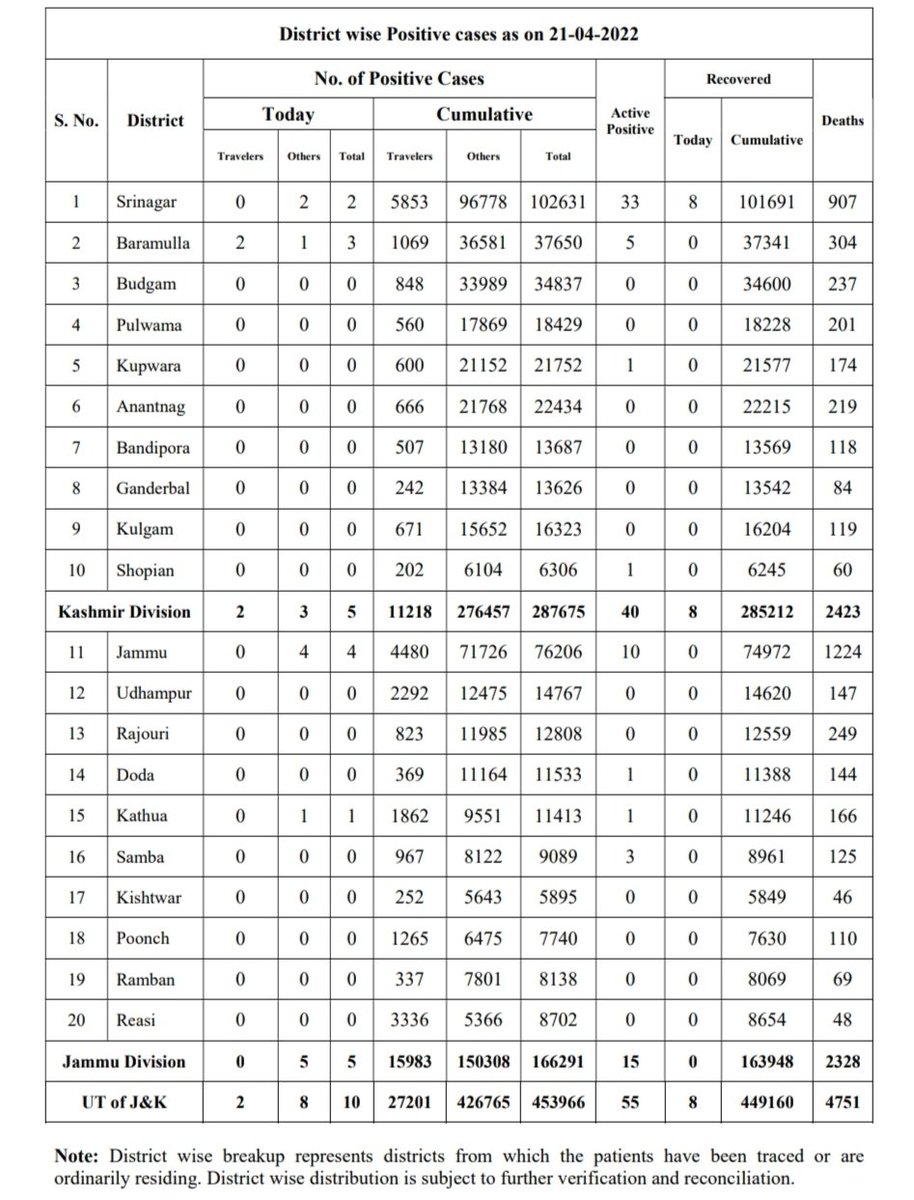 District wise Positive cases as on 21-04-2022
S. No. District No. of Positive Cases Active Positive Recovered Deaths
Today Cumulative Today Cumulative
Travelers Others Total Travelers Others Total
1 Srinagar 0 2 2 5853 96778 102631 33 8 101691 907
2 Baramulla 2 1 3 1069 36581 37650 5 0 37341 304
3 Budgam 0 0 0 848 33989 34837 0 0 34600 237
4 Pulwama 0 0 0 560 17869 18429 0 0 18228 201
5 Kupwara 0 0 0 600 21152 21752 1 0 21577 174
6 Anantnag 0 0 0 666 21768 22434 0 0 22215 219
7 Bandipora 0 0 0 507 13180 13687 0 0 13569 118
8 Ganderbal 0 0 0 242 13384 13626 0 0 13542 84
9 Kulgam 0 0 0 671 15652 16323 0 0 16204 119
10 Shopian 0 0 0 202 6104 6306 1 0 6245 60
Kashmir Division 2 3 5 11218 276457 287675 40 8 285212 2423
11 Jammu 0 4 4 4480 71726 76206 10 0 74972 1224
12 Udhampur 0 0 0 2292 12475 14767 0 0 14620 147
13 Rajouri 0 0 0 823 11985 12808 0 0 12559 249
14 Doda 0 0 0 369 11164 11533 1 0 11388 144
15 Kathua 0 1 1 1862 9551 11413 1 0 11246 166
16 Samba 0 0 0 967 8122 9089 3 0 8961 125
17 Kishtwar 0 0 0 252 5643 5895 0 0 5849 46
18 Poonch 0 0 0 1265 6475 7740 0 0 7630 110
19 Ramban 0 0 0 337 7801 8138 0 0 8069 69
20 Reasi 0 0 0 3336 5366 8702 0 0 8654 48
Jammu Division 0 5 5 15983 150308 166291 15 0 163948 2328
UT of J&K 2 8 10 27201 426765 453966 55 8 449160 4751
Note: District wise breakup represents districts from which the patients have been traced or are
ordinarily residing. District wise distribution is subject to further verification and reconciliation.